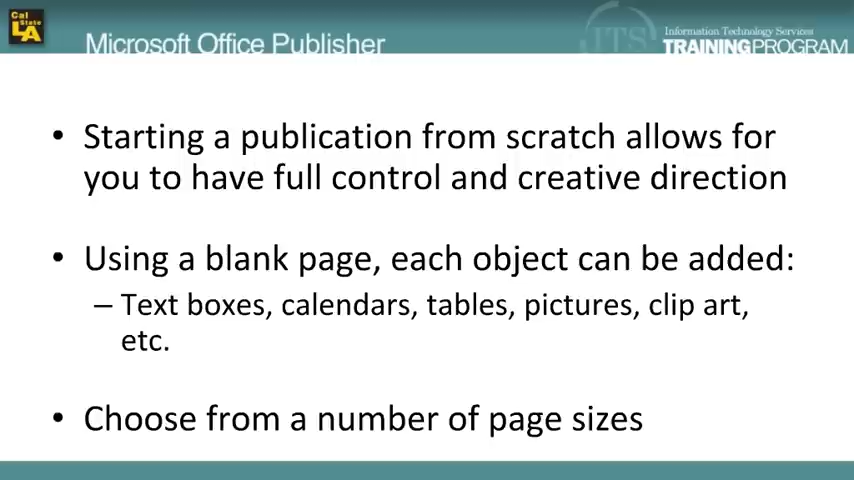 Cal
State
LA
Microsoft Office Publisher
ITS
Information Technology Services
TRAINING PROGRAM
• Starting a publication from scratch allows for
you to have full control and creative direction
• Using a blank page, each object can be added:
– Text boxes, calendars, tables, pictures, clip art,
etc.
• Choose from a number of page sizes